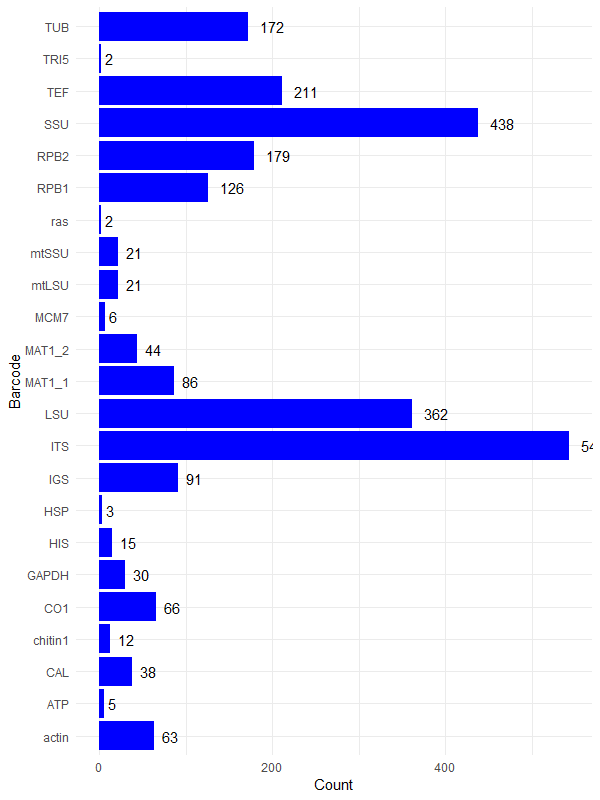 TUB 172
TRI5 2
TEF 211
SSU 438
RPB2 179
RPB1 126
ras 2
mtSSU 21
mtLSU 21
MCM7 6
MAT1_2 44
MAT1_1 86
LSU 362
ITS
IGS 91
HSP 3
HIS 15
GAPDH 30
CO1 66
chitin1 12
CAL 38
ATP 5
actin 63
Barcode
0 200 400
Count